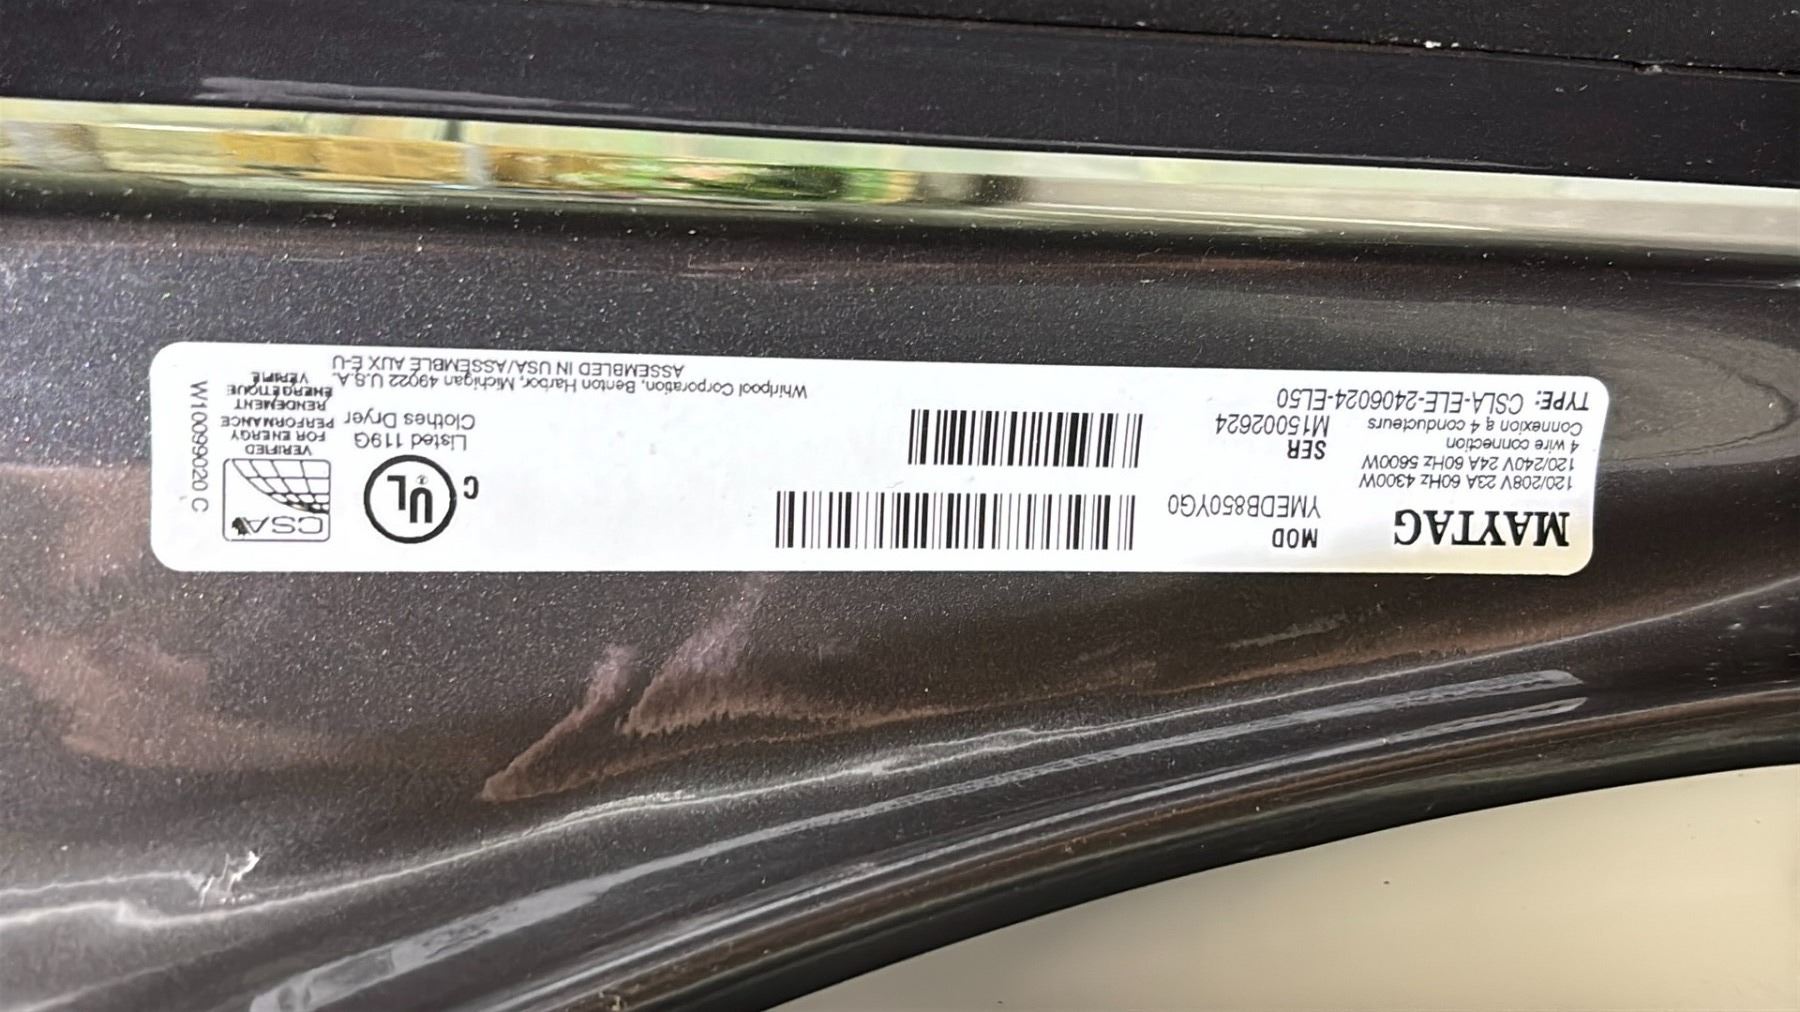 MAYTAG
120/208V 23A 60Hz 4300W
120/240V 24A 60Hz 5600W
4 wire connection
Connexion a 4 conducteurs
TYPE: CSLA-ELE-2406024-EL50
MOD
YMEDB850YG0
SER
M15002624
C UL ®
Listed 119G
Clothes Dryer
Whirlpool Corporation, Benton Harbor, Michigan 49022 U.S.A.
ASSEMBLED IN USA/ASSEMBLE AUX E-U
CSA
VERIFIED
FOR ENERGY
PERFORMANCE
RENDEMENT
ÉNERGÉTIQUE
VÉRIFIÉ
W10099020 C